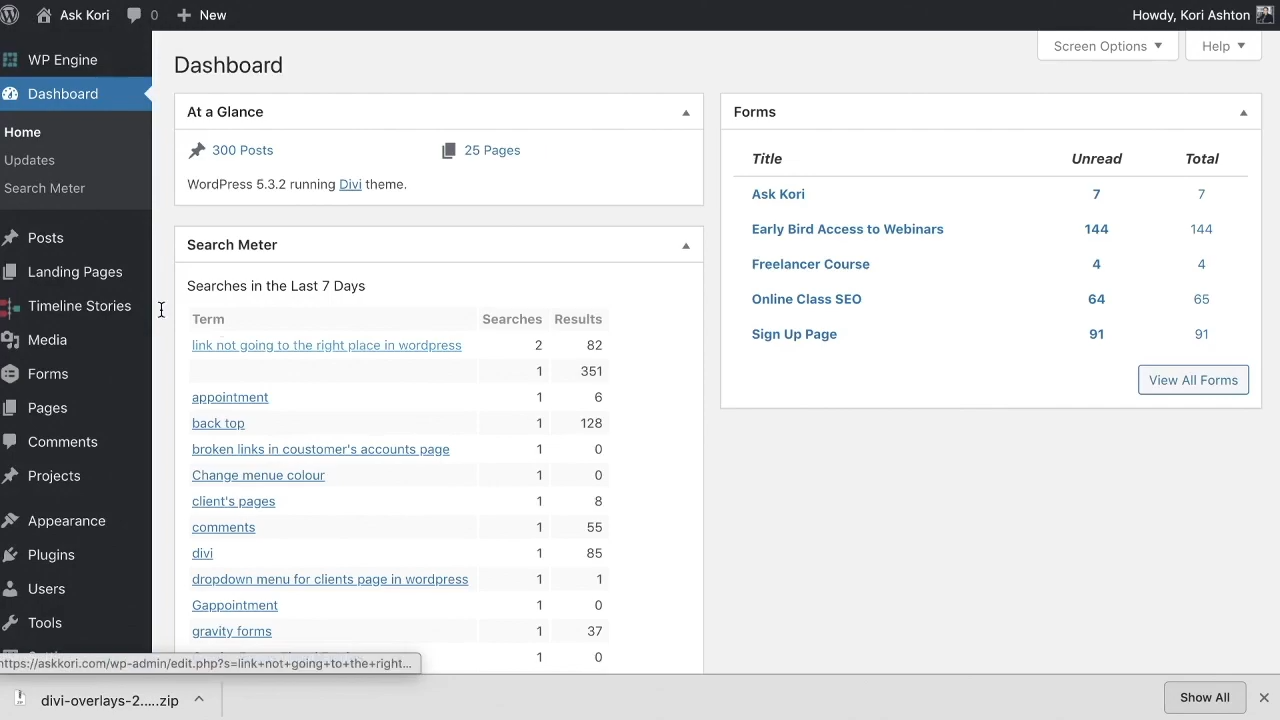 Ask Kori 0 New Howdy, Kori Ashton
Screen Options Help
WP Engine
Dashboard
Home
Updates
Search Meter
Posts
Landing Pages
Timeline Stories
Media
Forms
Pages
Comments
Projects
Appearance
Plugins
Users
Tools
Dashboard
At a Glance
300 Posts 25 Pages
WordPress 5.3.2 running Divi theme.
Search Meter
Searches in the Last 7 Days
Term Searches Results
link not going to the right place in wordpress 2 82
1 351
appointment 1 6
back top 1 128
broken links in coustomer's accounts page 1 0
Change menue colour 1 0
client's pages 1 8
comments 1 55
divi 1 85
dropdown menu for clients page in wordpress 1 1
Gappointment 1 0
gravity forms 1 37
1 0
Forms
Title Unread Total
Ask Kori 7 7
Early Bird Access to Webinars 144 144
Freelancer Course 4 4
Online Class SEO 64 65
Sign Up Page 91 91
View All Forms
https://askkori.com/wp-admin/edit.php?s=link+not+going+to+the+right...
divi-overlays-2.....zip Show All